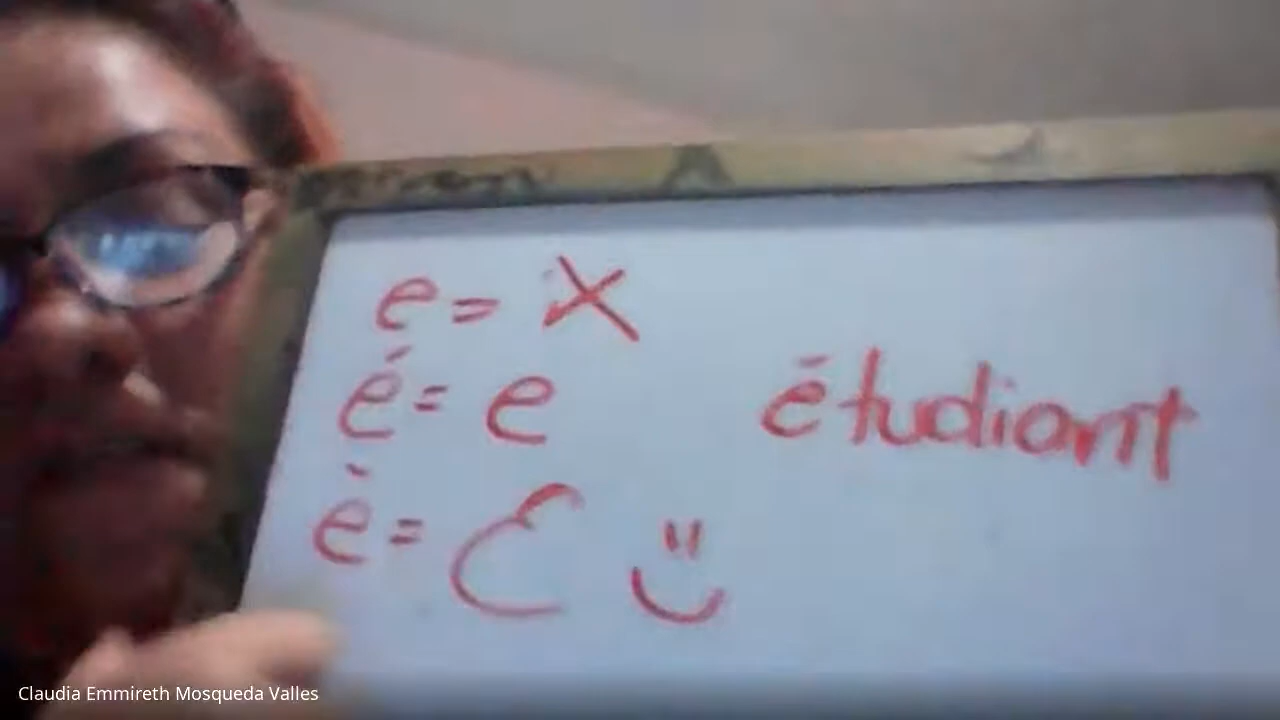 e = X
é = e
étudiant
è = ε
Claudia Emmireth Mosqueda Valles